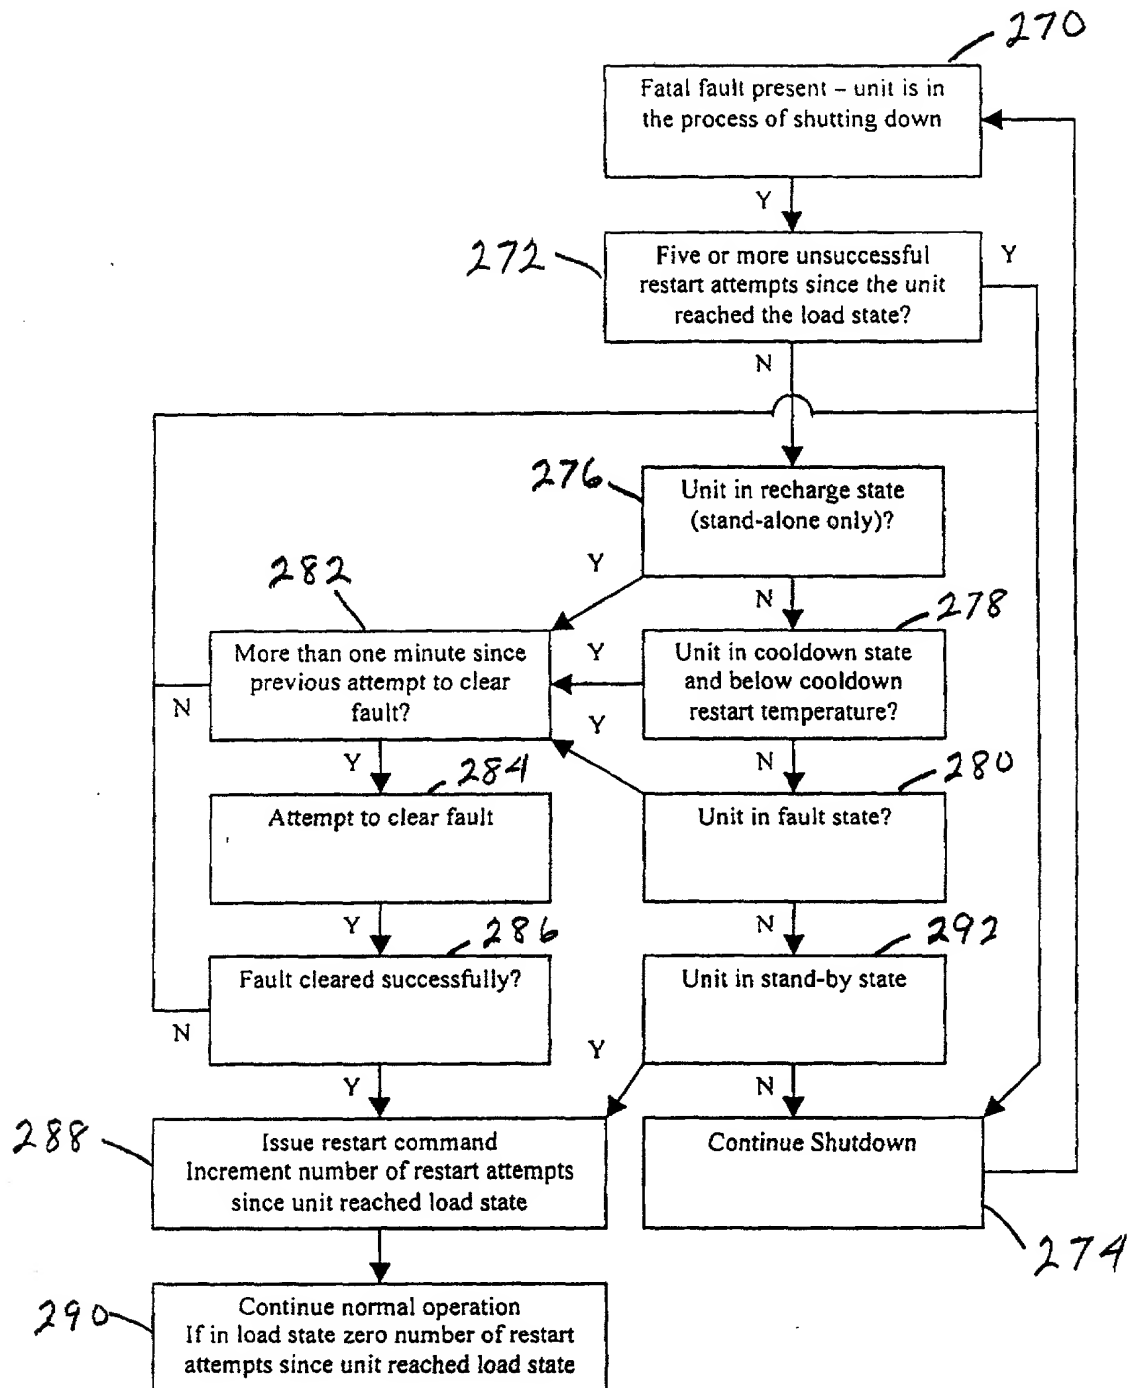 270
Fatal fault present – unit is in
the process of shutting down
Y
272
Five or more unsuccessful
restart attempts since the unit
reached the load state?
Y
N
276
Unit in recharge state
(stand-alone only)?
Y
N
282
More than one minute since
previous attempt to clear
fault?
N
Y
278
Unit in cooldown state
and below cooldown
restart temperature?
Y
Y
N
284
Attempt to clear fault
Y
280
Unit in fault state?
N
286
Fault cleared successfully?
N
Y
292
Unit in stand-by state
Y
N
288
Issue restart command
Increment number of restart attempts
since unit reached load state
Continue Shutdown
274
290
Continue normal operation
If in load state zero number of restart
attempts since unit reached load state